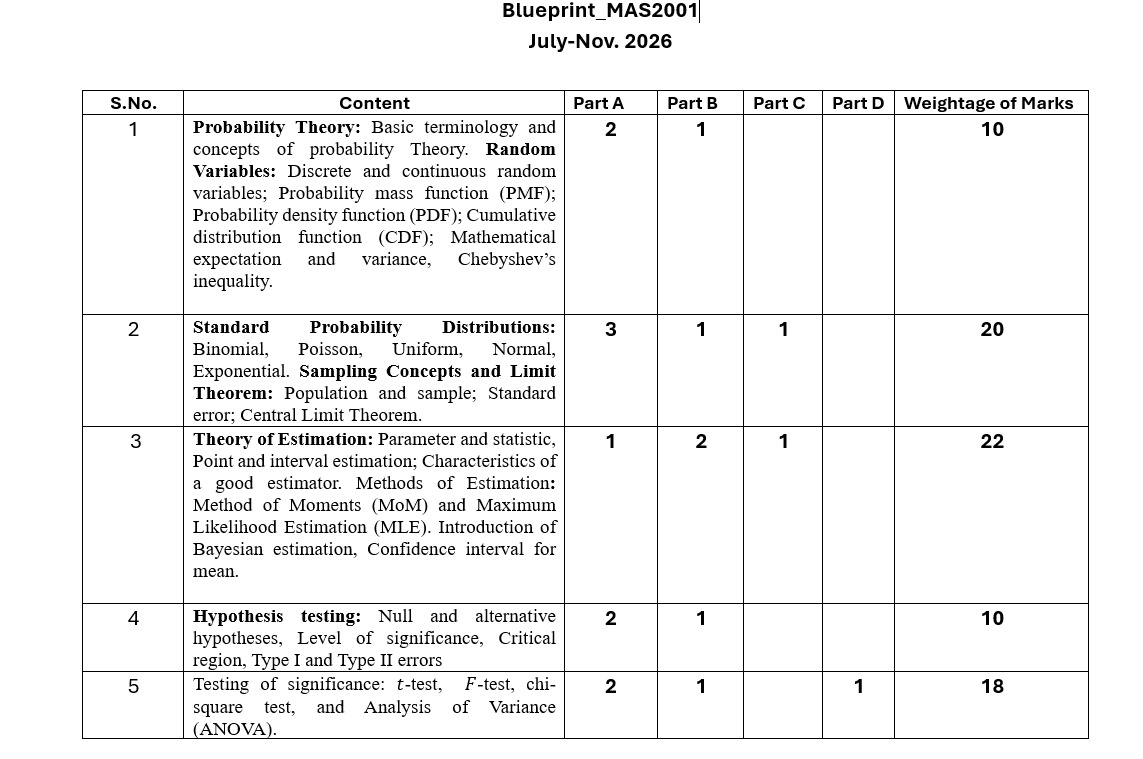 Blueprint_MAS2001
July-Nov. 2026
S.No. Content Part A Part B Part C Part D Weightage of Marks
1 Probability Theory: Basic terminology and 2 1 10
concepts of probability Theory. Random
Variables: Discrete and continuous random
variables; Probability mass function (PMF);
Probability density function (PDF); Cumulative
distribution function (CDF); Mathematical
expectation and variance, Chebyshev’s
inequality.
2 Standard Probability Distributions: 3 1 1 20
Binomial, Poisson, Uniform, Normal,
Exponential. Sampling Concepts and Limit
Theorem: Population and sample; Standard
error; Central Limit Theorem.
3 Theory of Estimation: Parameter and statistic, 1 2 1 22
Point and interval estimation; Characteristics of
a good estimator. Methods of Estimation:
Method of Moments (MoM) and Maximum
Likelihood Estimation (MLE). Introduction of
Bayesian estimation, Confidence interval for
mean.
4 Hypothesis testing: Null and alternative 2 1 10
hypotheses, Level of significance, Critical
region, Type I and Type II errors
5 Testing of significance: t-test, F-test, chi- 2 1 1 18
square test, and Analysis of Variance
(ANOVA).